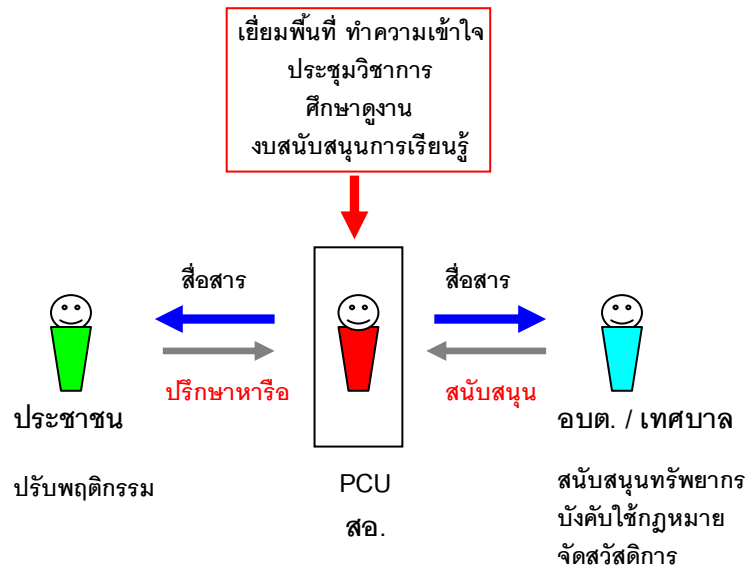 เยี่ยมพื้นที่ ทำความเข้าใจ
ประชุมวิชาการ
ศึกษาดูงาน
งบสนับสนุนการเรียนรู้
สื่อสาร
สื่อสาร
ปรึกษาหารือ
สนับสนุน
ประชาชน
อบต. / เทศบาล
ปรับพฤติกรรม
PCU
สอ.
สนับสนุนทรัพยากร
บังคับใช้กฎหมาย
จัดสวัสดิการ